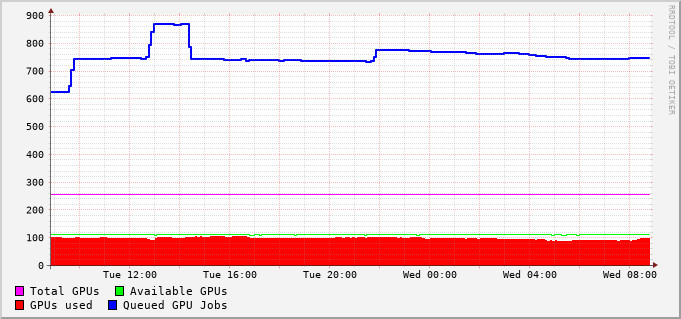 900
800
700
600
500
400
300
200
100
0
Tue 12:00 Tue 16:00 Tue 20:00 Wed 00:00 Wed 04:00 Wed 08:00
Total GPUs Available GPUs
GPUs used Queued GPU Jobs
RRDTOOL / TOBI OETIKER